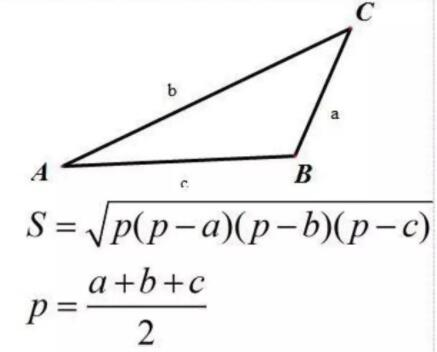 C
b
a
A
B
c
S = √p(p−a)(p−b)(p−c)
p = a+b+c / 2